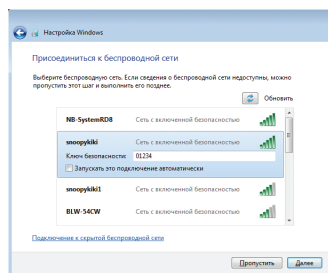 Настройка Windows
Присоединиться к беспроводной сети
Выберите беспроводную сеть. Если сведения о беспроводной сети недоступны, можно
пропустить этот шаг и выполнить его позднее.
Обновить
NB-SystemRD8 Сеть с включенной безопасностью
snoopykiki Сеть с включенной безопасностью
Ключ безопасности: 01234
Запускать это подключение автоматически
snoopykiki1 Сеть с включенной безопасностью
BLW-54CW Сеть с включенной безопасностью
Подключение к скрытой беспроводной сети
Пропустить Далее